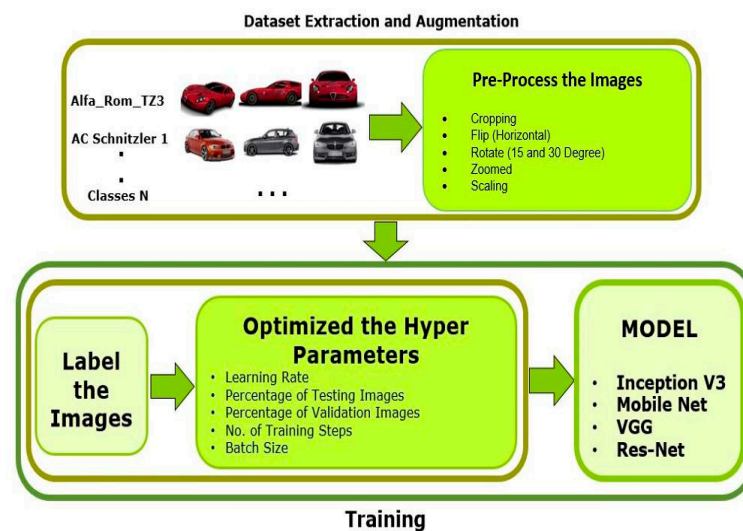 Dataset Extraction and Augmentation
Alfa_Rom_TZ3
AC Schnitzler 1
.
.
Classes N
...
Pre-Process the Images
• Cropping
• Flip (Horizontal)
• Rotate (15 and 30 Degree)
• Zoomed
• Scaling
Label
the
Images
Optimized the Hyper
Parameters
• Learning Rate
• Percentage of Testing Images
• Percentage of Validation Images
• No. of Training Steps
• Batch Size
MODEL
• Inception V3
• Mobile Net
• VGG
• Res-Net
Training